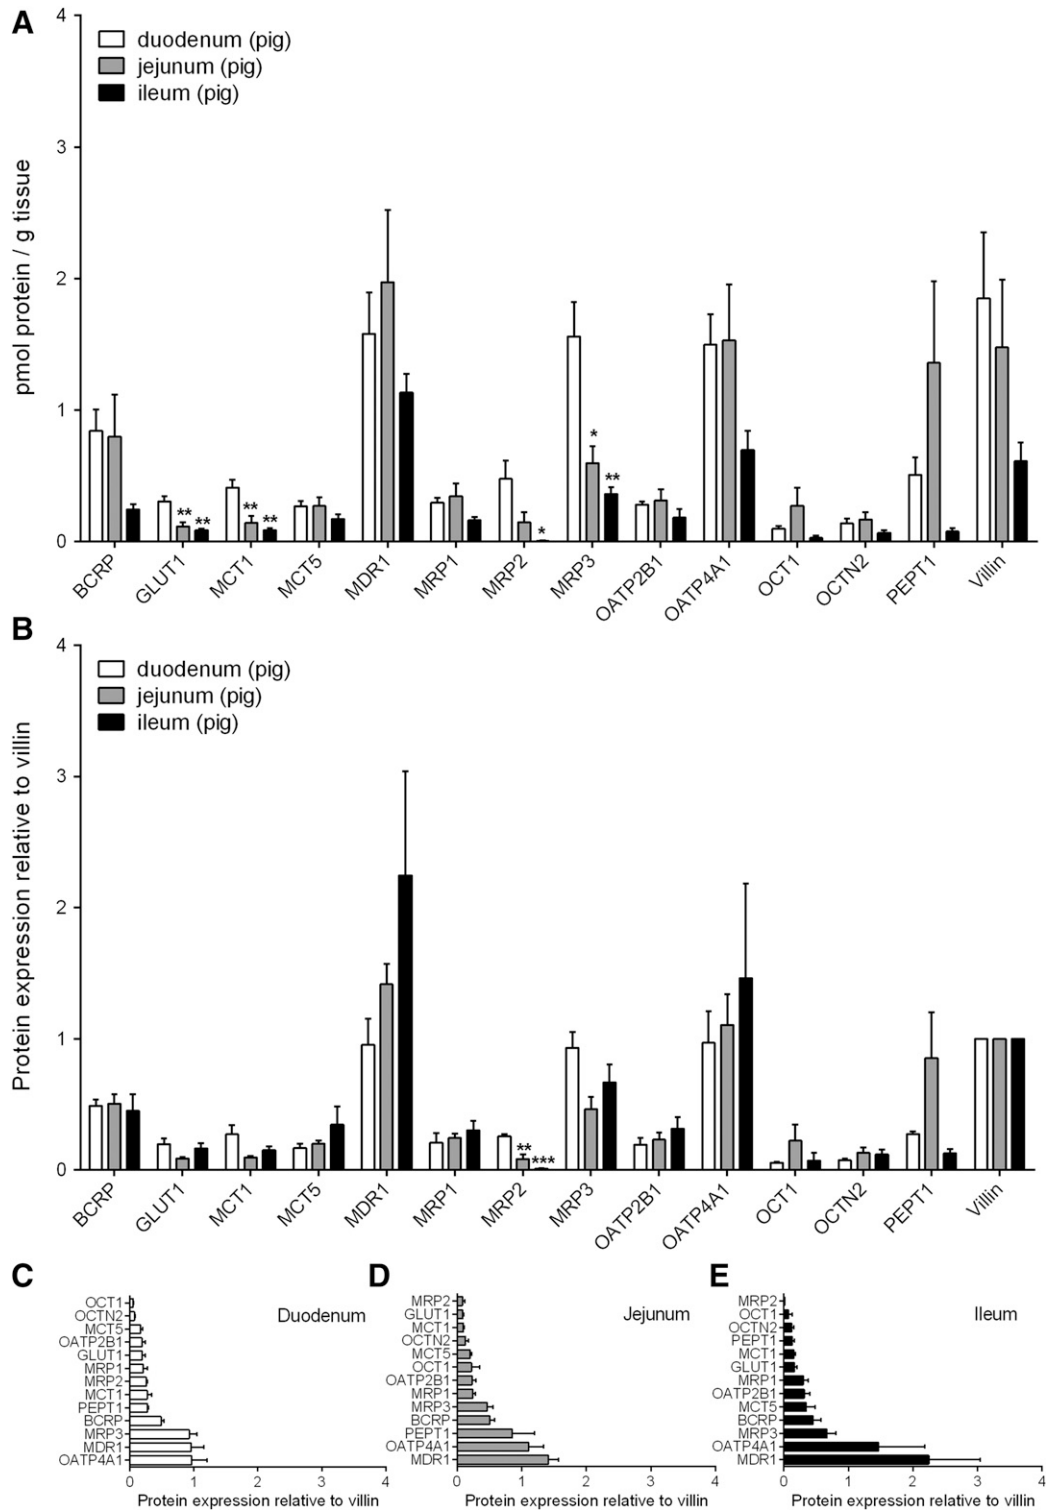 A
4
3
2
1
0
pmol protein / g tissue
duodenum (pig)
jejunum (pig)
ileum (pig)
** ** ** ** * * **
BCRP GLUT1 MCT1 MCT5 MDR1 MRP1 MRP2 MRP3 OATP2B1 OATP4A1 OCT1 OCTN2 PEPT1 Villin
B
4
3
2
1
0
Protein expression relative to villin
duodenum (pig)
jejunum (pig)
ileum (pig)
** ***
BCRP GLUT1 MCT1 MCT5 MDR1 MRP1 MRP2 MRP3 OATP2B1 OATP4A1 OCT1 OCTN2 PEPT1 Villin
C
Duodenum
OCT1
OCTN2
MCT5
OATP2B1
GLUT1
MRP1
MRP2
MCT1
PEPT1
BCRP
MRP3
MDR1
OATP4A1
0 1 2 3 4
Protein expression relative to villin
D
Jejunum
MRP2
GLUT1
MCT1
OCTN2
MCT5
OCT1
OATP2B1
MRP1
MRP3
BCRP
PEPT1
OATP4A1
MDR1
0 1 2 3 4
Protein expression relative to villin
E
Ileum
MRP2
OCT1
OCTN2
PEPT1
MCT1
GLUT1
MRP1
OATP2B1
MCT5
BCRP
MRP3
OATP4A1
MDR1
0 1 2 3 4
Protein expression relative to villin